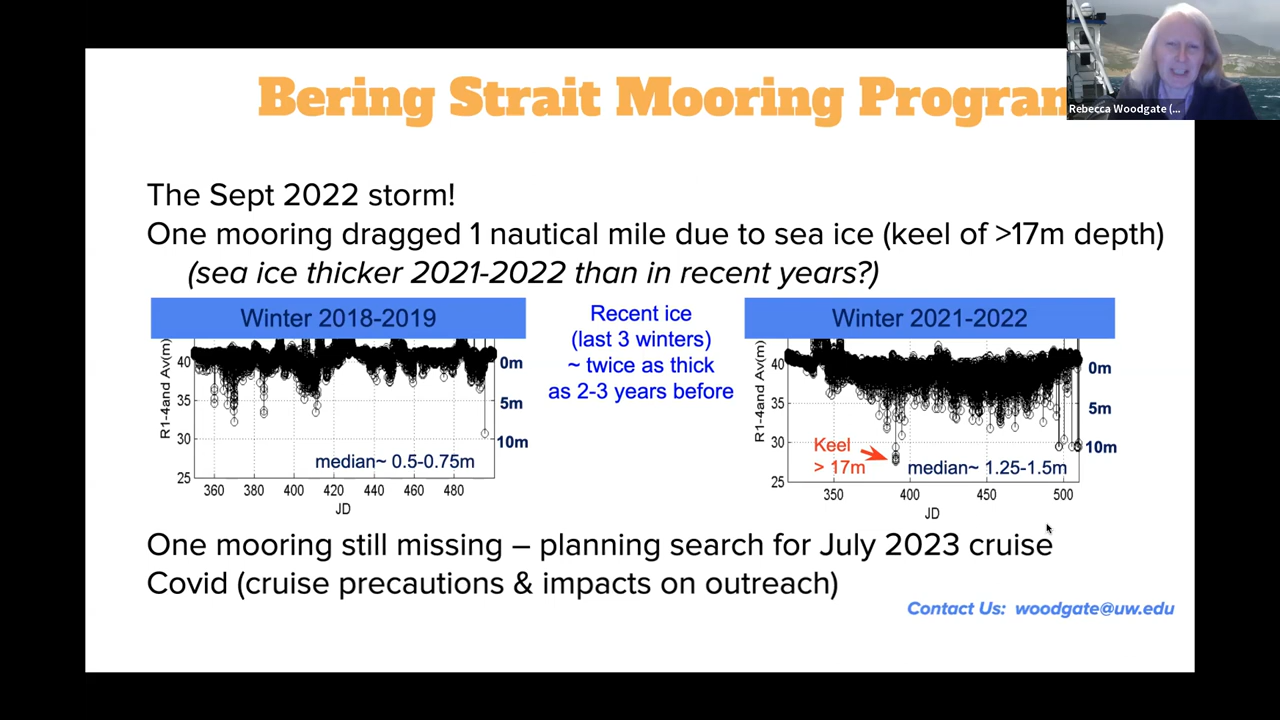 Bering Strait Mooring Program
Rebecca Woodgate (...
The Sept 2022 storm!
One mooring dragged 1 nautical mile due to sea ice (keel of >17m depth)
(sea ice thicker 2021-2022 than in recent years?)
Winter 2018-2019
R1-4and Av(m)
40
35
30
25
0m
5m
10m
median~ 0.5-0.75m
360 380 400 420 440 460 480
JD
Recent ice
(last 3 winters)
~ twice as thick
as 2-3 years before
Winter 2021-2022
R1-4and Av(m)
40
35
30
25
0m
5m
10m
Keel
> 17m
median~ 1.25-1.5m
350 400 450 500
JD
One mooring still missing – planning search for July 2023 cruise
Covid (cruise precautions & impacts on outreach)
Contact Us: woodgate@uw.edu